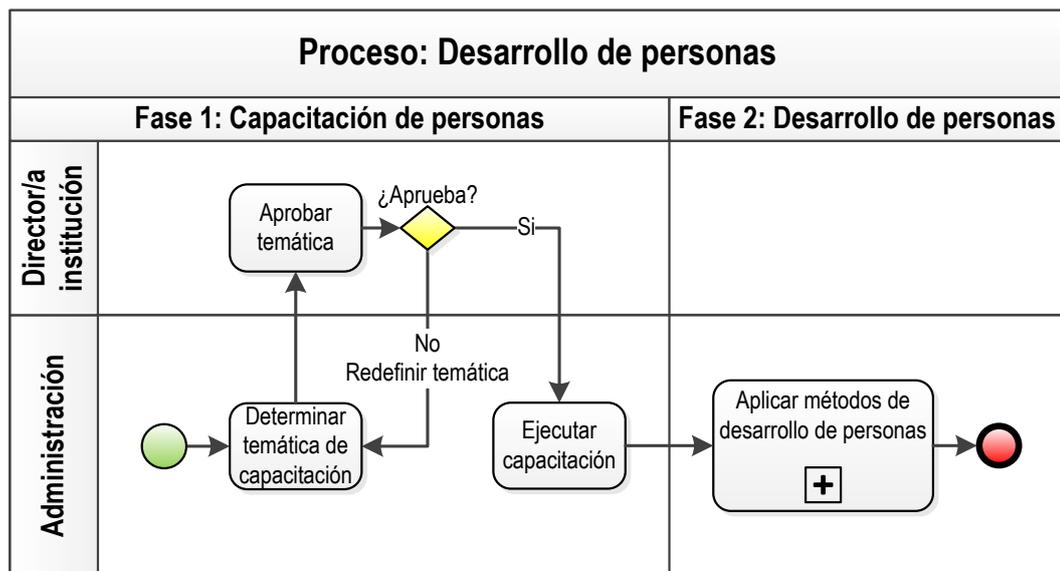 Proceso: Desarrollo de personas
Fase 1: Capacitación de personas
Fase 2: Desarrollo de personas
Director/a
institución
Aprobar
temática
¿Aprueba?
Si
No
Redefinir temática
Administración
Determinar
temática de
capacitación
Ejecutar
capacitación
Aplicar métodos de
desarrollo de personas